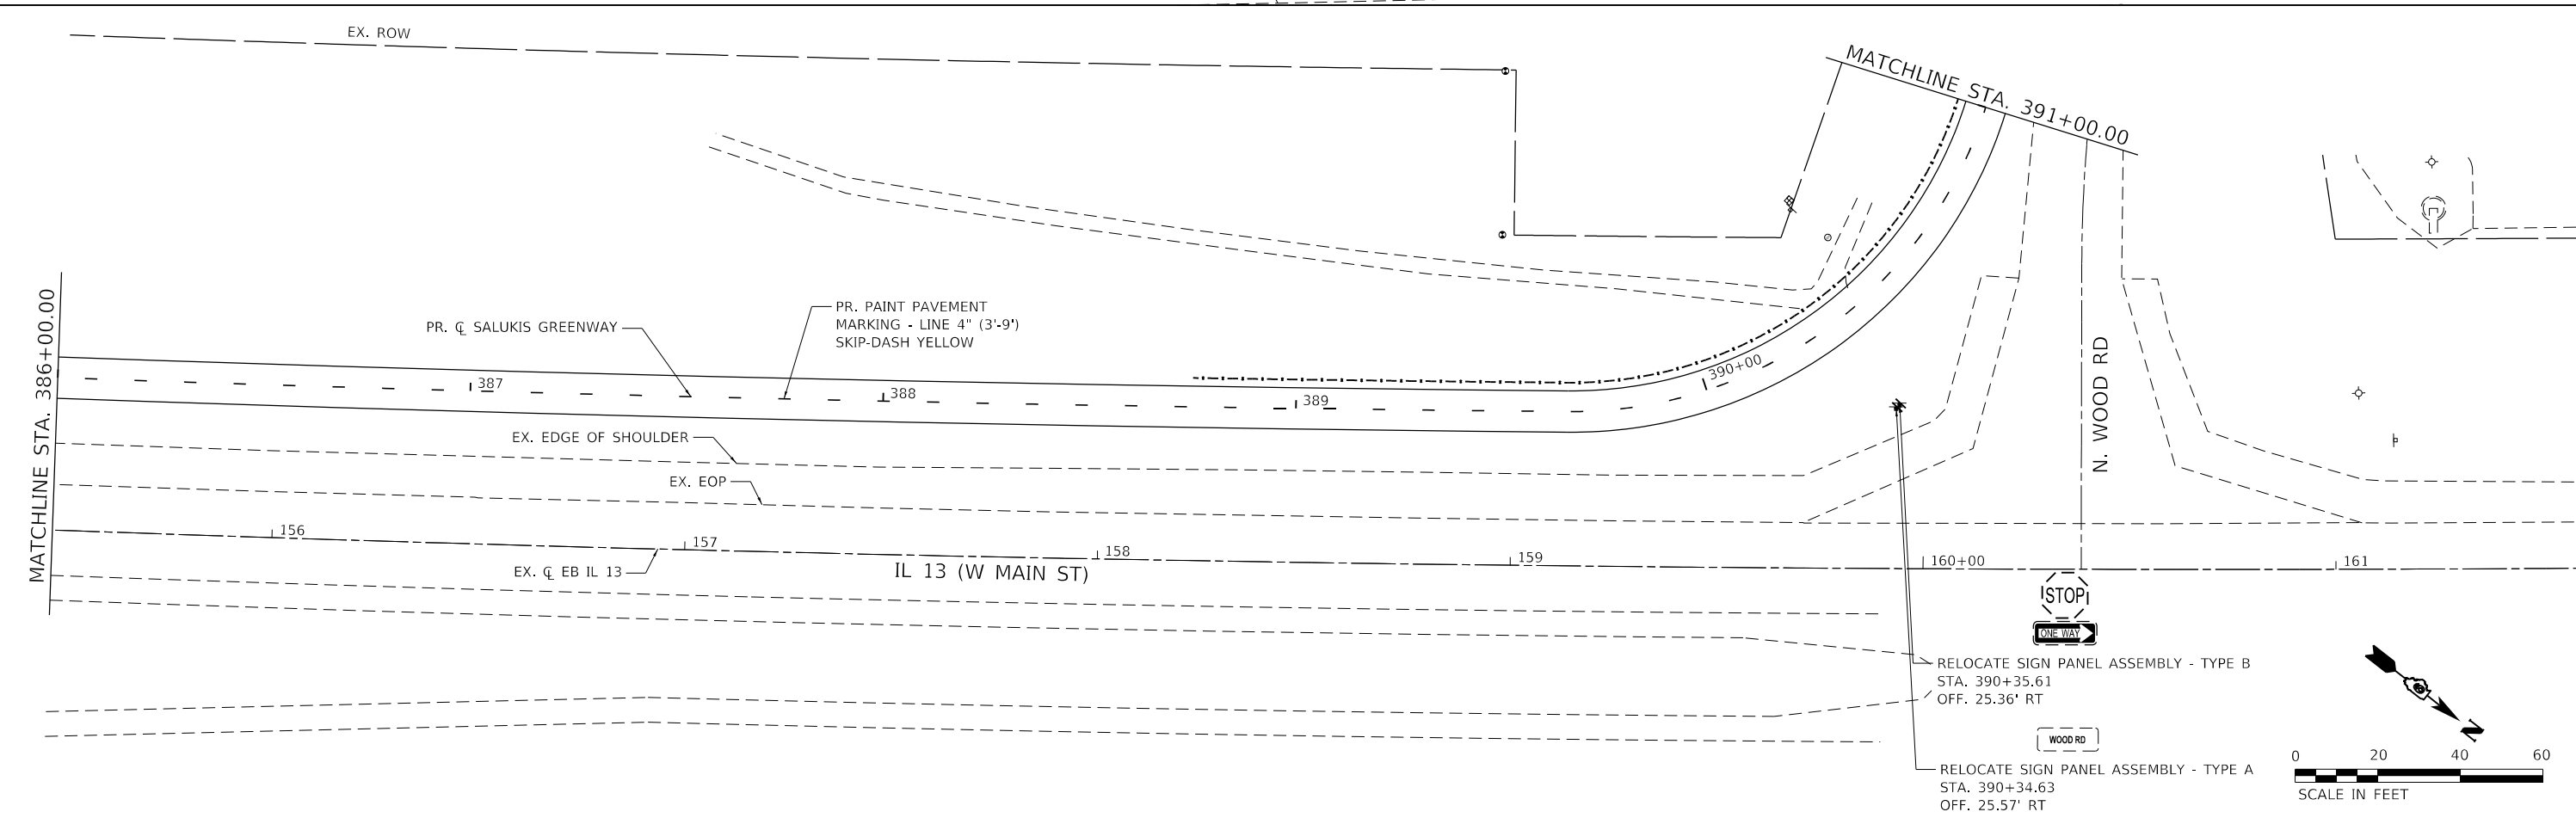 EX. ROW
MATCHLINE STA. 391+00.00
MATCHLINE STA. 386+00.00
PR. ℄ SALUKIS GREENWAY
PR. PAINT PAVEMENT
MARKING - LINE 4" (3'-9')
SKIP-DASH YELLOW
387
388
389
390+00
EX. EDGE OF SHOULDER
EX. EOP
N. WOOD RD
156
157
158
159
160+00
161
EX. ℄ EB IL 13
IL 13 (W MAIN ST)
STOP
ONE WAY
RELOCATE SIGN PANEL ASSEMBLY - TYPE B
STA. 390+35.61
OFF. 25.36' RT
WOOD RD
RELOCATE SIGN PANEL ASSEMBLY - TYPE A
STA. 390+34.63
OFF. 25.57' RT
N
0 20 40 60
SCALE IN FEET